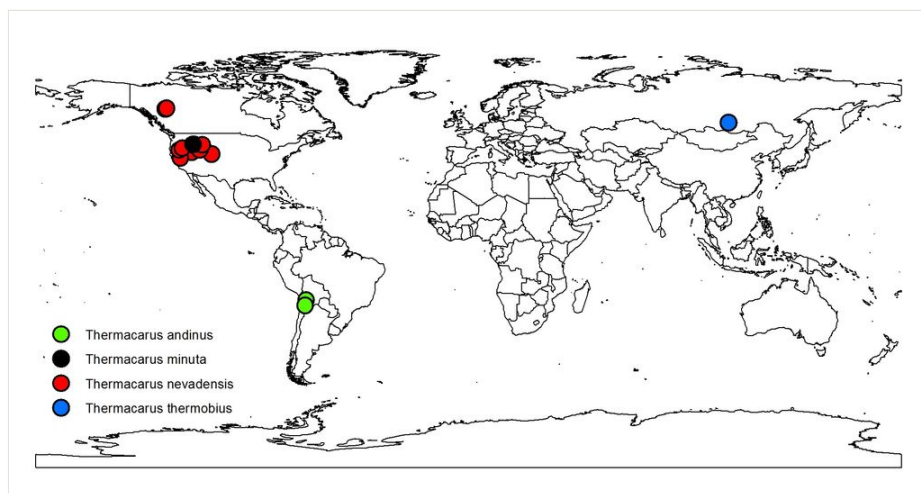 Thermacarus andinus
Thermacarus minuta
Thermacarus nevadensis
Thermacarus thermobius